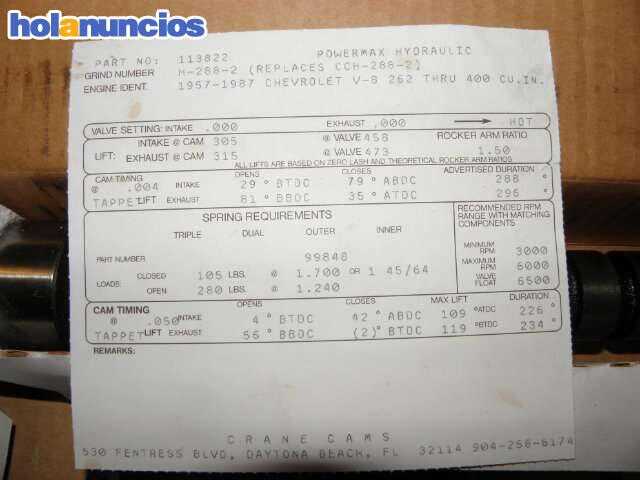 holanuncios
PART NO: 113822 POWERMAX HYDRAULIC
GRIND NUMBER H-288-2 (REPLACES CCH-288-2)
ENGINE IDENT. 1957-1987 CHEVROLET V-8 262 THRU 400 CU.IN.
VALVE SETTING: INTAKE .000 EXHAUST .000 HOT
INTAKE @ CAM 305 @ VALVE 458 ROCKER ARM RATIO
LIFT: EXHAUST @ CAM 315 @ VALVE 473 1.50
ALL LIFTS ARE BASED ON ZERO LASH AND THEORETICAL ROCKER ARM RATIOS
CAM TIMING OPENS CLOSES ADVERTISED DURATION
@ .004 INTAKE 29° BTDC 79° ABDC 288 °
TAPPET LIFT EXHAUST 81° BBDC 35° ATDC 296 °
SPRING REQUIREMENTS RECOMMENDED RPM
RANGE WITH MATCHING
COMPONENTS
TRIPLE DUAL OUTER INNER
PART NUMBER 99848 MINIMUM RPM 3000
LOADS: CLOSED 105 LBS. @ 1.700 OR 1 45/64 MAXIMUM RPM 6000
OPEN 280 LBS. @ 1.240 VALVE FLOAT 6500
CAM TIMING OPENS CLOSES MAX LIFT DURATION
@ .050 INTAKE 4° BTDC 42° ABDC 109 °ATDC 226 °
TAPPET LIFT EXHAUST 56° BBDC (2)° BTDC 119 °BTDC 234 °
REMARKS:
CRANE CAMS
530 FENTRESS BLVD, DAYTONA BEACH, FL 32114 904-258-6174